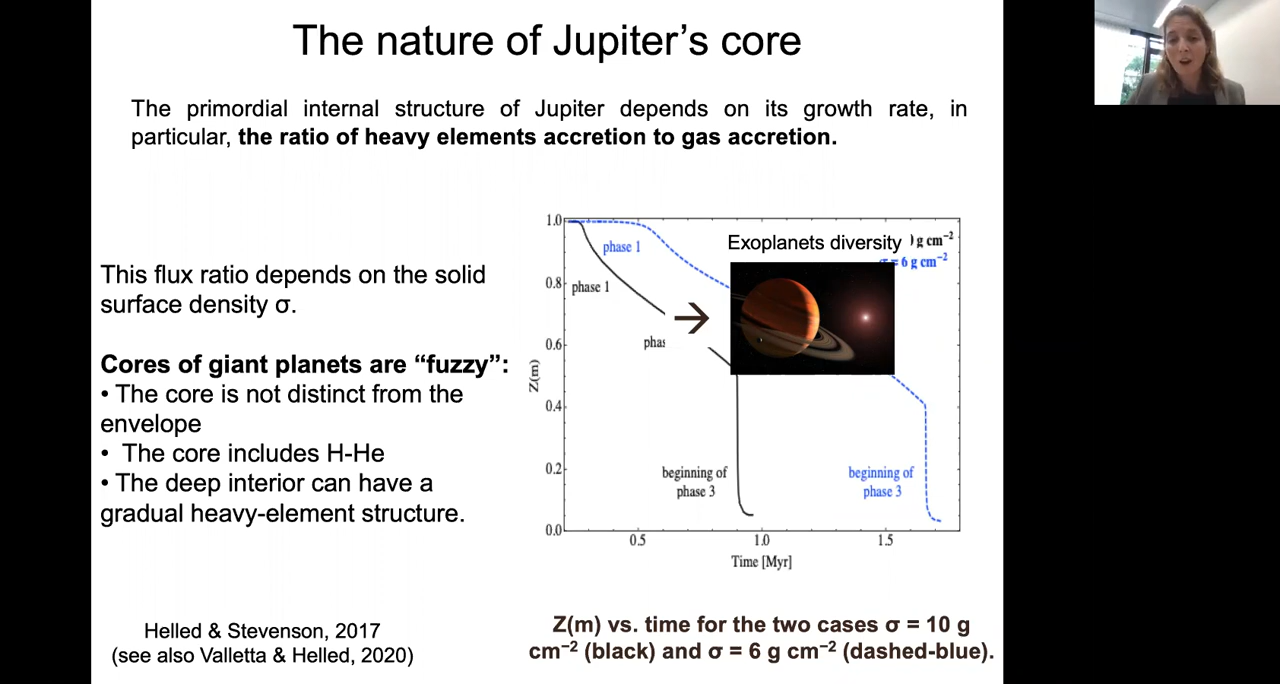 The nature of Jupiter's core
The primordial internal structure of Jupiter depends on its growth rate, in
particular, the ratio of heavy elements accretion to gas accretion.
This flux ratio depends on the solid
surface density σ.
Cores of giant planets are “fuzzy”:
• The core is not distinct from the
envelope
• The core includes H-He
• The deep interior can have a
gradual heavy-element structure.
Helled & Stevenson, 2017
(see also Valletta & Helled, 2020)
Exoplanets diversity
g cm⁻²
σ = 6 g cm⁻²
phase 1
phase 1
phas
beginning of
phase 3
beginning of
phase 3
Z(m)
1.0
0.8
0.6
0.4
0.2
0.0
0.5
1.0
1.5
Time [Myr]
Z(m) vs. time for the two cases σ = 10 g
cm⁻² (black) and σ = 6 g cm⁻² (dashed-blue).